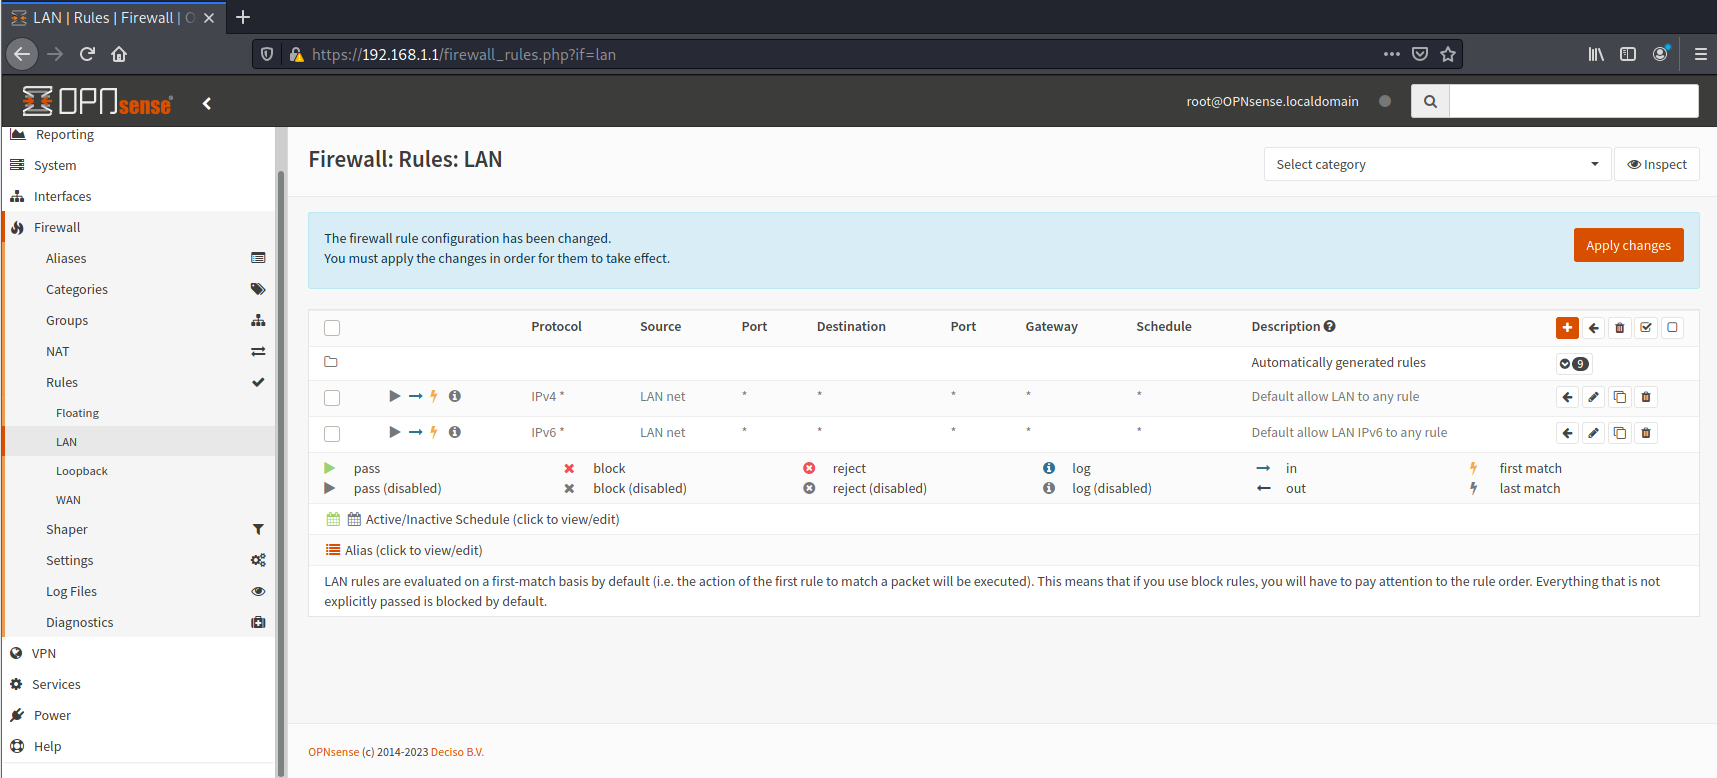 LAN | Rules | Firewall | O
https://192.168.1.1/firewall_rules.php?if=lan
OPNsense
root@OPNsense.localdomain
Reporting
System
Interfaces
Firewall
Aliases
Categories
Groups
NAT
Rules
Floating
LAN
Loopback
WAN
Shaper
Settings
Log Files
Diagnostics
VPN
Services
Power
Help
Firewall: Rules: LAN
Select category
Inspect
The firewall rule configuration has been changed.
You must apply the changes in order for them to take effect.
Apply changes
Protocol Source Port Destination Port Gateway Schedule Description
Automatically generated rules 9
IPv4 * LAN net * * * * * Default allow LAN to any rule
IPv6 * LAN net * * * * * Default allow LAN IPv6 to any rule
pass block reject log in first match
pass (disabled) block (disabled) reject (disabled) log (disabled) out last match
Active/Inactive Schedule (click to view/edit)
Alias (click to view/edit)
LAN rules are evaluated on a first-match basis by default (i.e. the action of the first rule to match a packet will be executed). This means that if you use block rules, you will have to pay attention to the rule order. Everything that is not
explicitly passed is blocked by default.
OPNsense (c) 2014-2023 Deciso B.V.